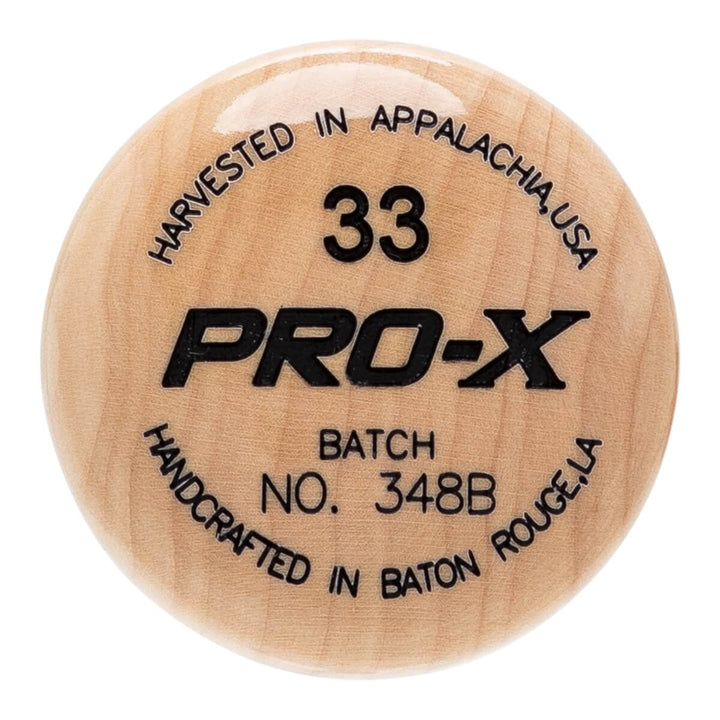 HARVESTED IN APPALACHIA,USA
33
PRO-X
BATCH
NO. 348B
HANDCRAFTED IN BATON ROUGE,LA